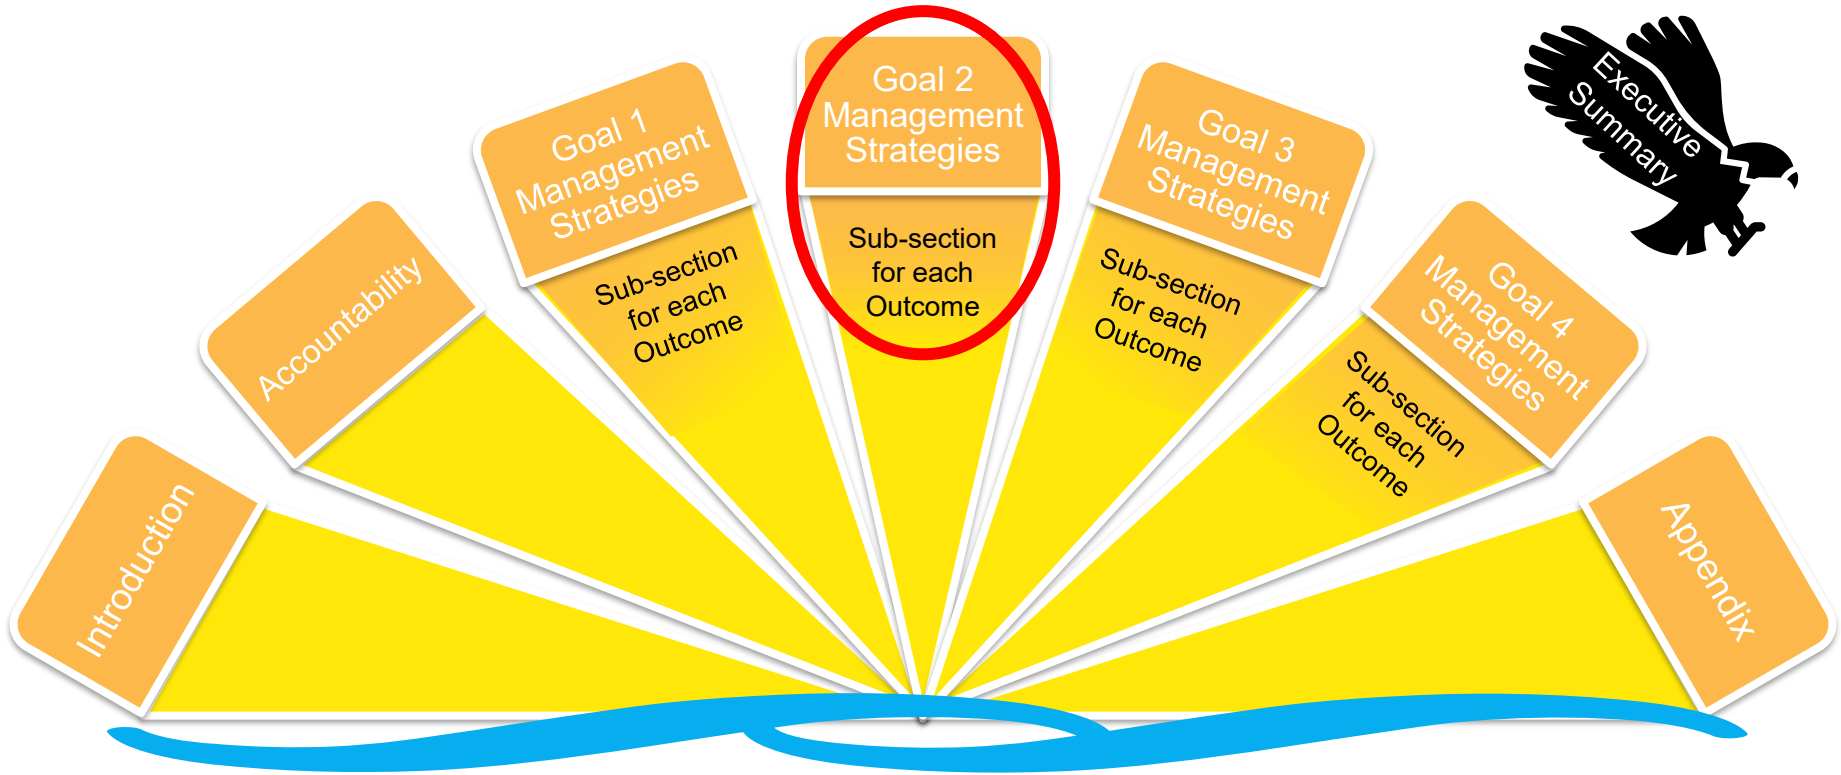 Introduction
Accountability
Goal 1
Management
Strategies
Sub-section
for each
Outcome
Goal 2
Management
Strategies
Sub-section
for each
Outcome
Goal 3
Management
Strategies
Sub-section
for each
Outcome
Goal 4
Management
Strategies
Sub-section
for each
Outcome
Appendix
Executive
Summary